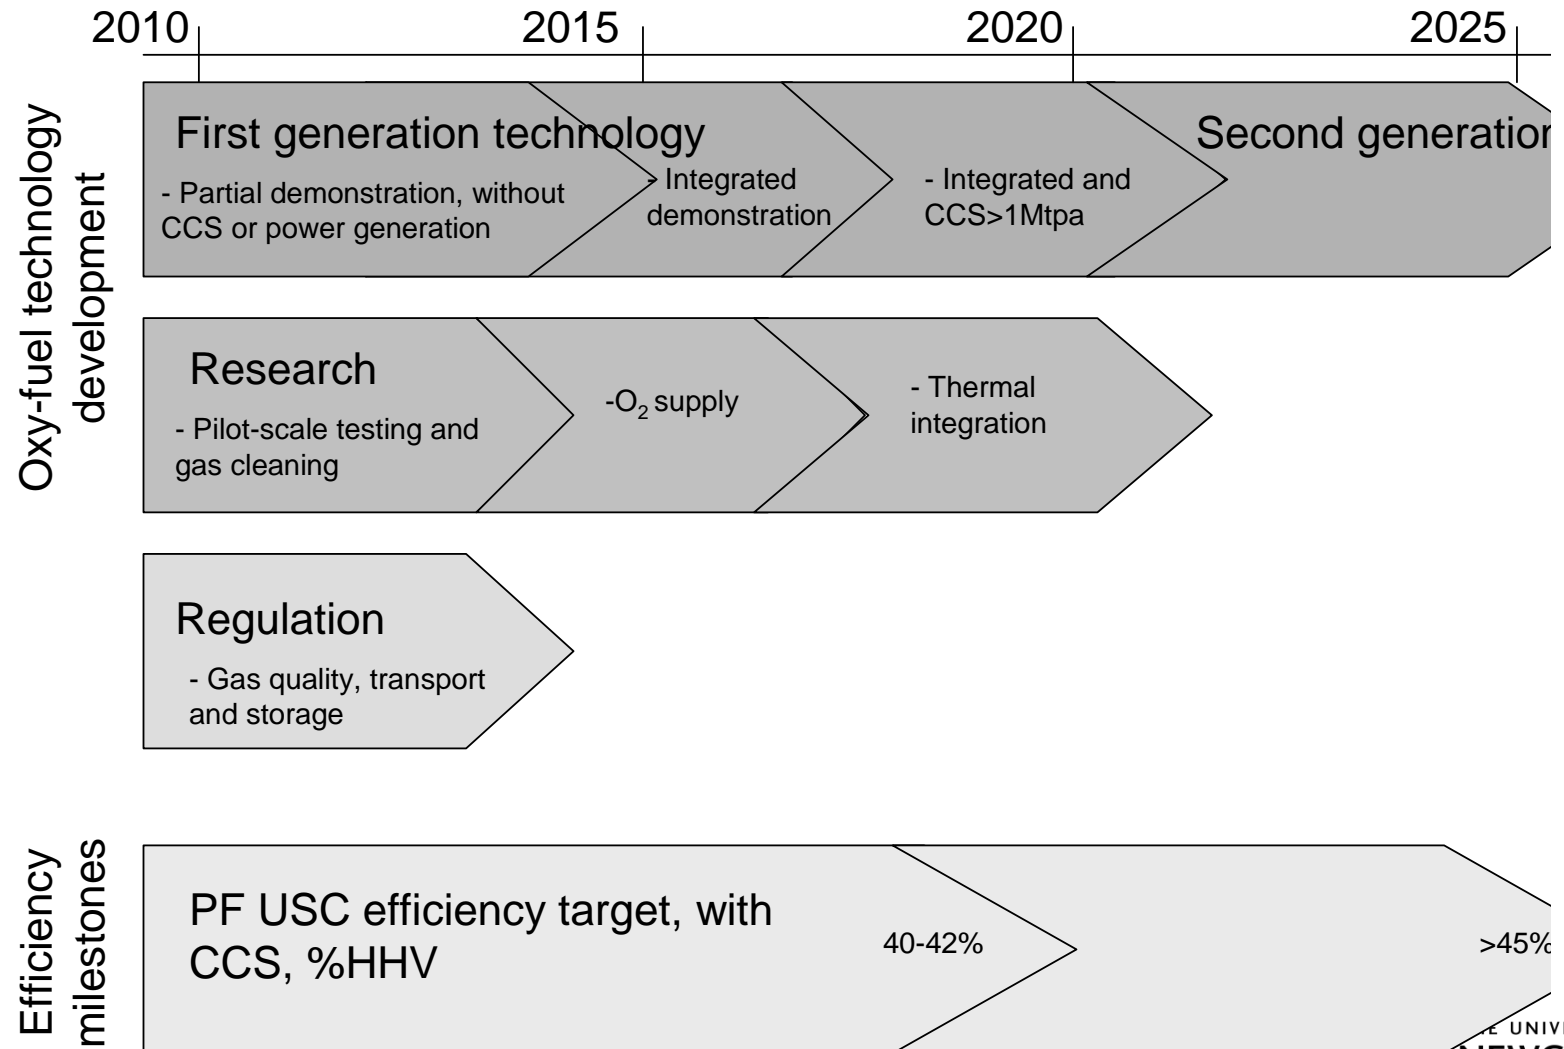 2010 2015 2020 2025
Oxy-fuel technology
development
First generation technology
- Partial demonstration, without
CCS or power generation
- Integrated
demonstration
- Integrated and
CCS>1Mtpa
Second generation
Research
- Pilot-scale testing and
gas cleaning
-O2 supply
- Thermal
integration
Regulation
- Gas quality, transport
and storage
Efficiency
milestones
PF USC efficiency target, with
CCS, %HHV
40-42%
>45%